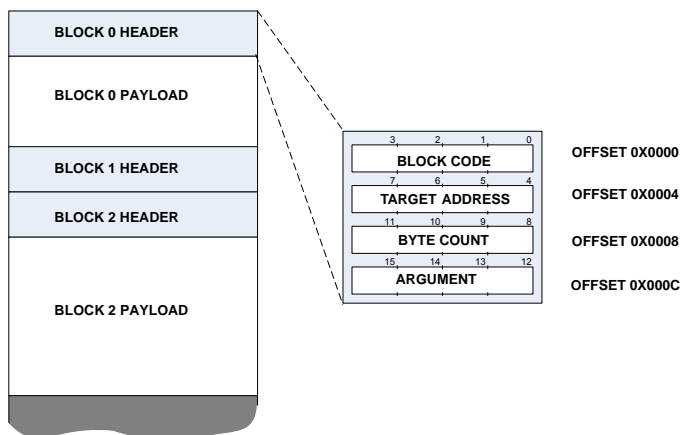 BLOCK 0 HEADER
BLOCK 0 PAYLOAD
BLOCK 1 HEADER
BLOCK 2 HEADER
BLOCK 2 PAYLOAD
3 2 1 0
BLOCK CODE
OFFSET 0X0000
7 6 5 4
TARGET ADDRESS
OFFSET 0X0004
11 10 9 8
BYTE COUNT
OFFSET 0X0008
15 14 13 12
ARGUMENT
OFFSET 0X000C